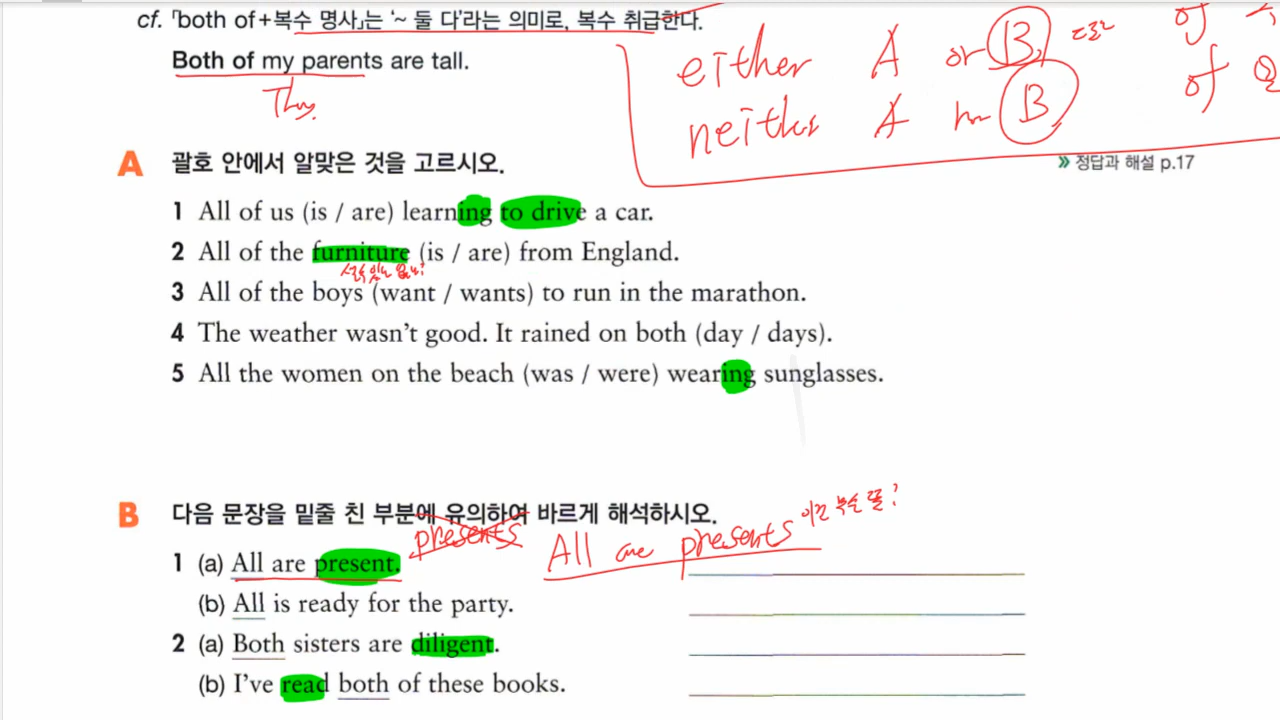 cf. 「both of+복수 명사」는 '~ 둘 다'라는 의미로, 복수 취급한다.
Both of my parents are tall.
They
either A or B
neither A nor B
of
of
A 괄호 안에서 알맞은 것을 고르시오.
» 정답과 해설 p.17
1 All of us (is / are) learning to drive a car.
2 All of the furniture (is / are) from England.
3 All of the boys (want / wants) to run in the marathon.
4 The weather wasn't good. It rained on both (day / days).
5 All the women on the beach (was / were) wearing sunglasses.
B 다음 문장을 밑줄 친 부분에 유의하여 바르게 해석하시오.
presents
All are presents
1 (a) All are present.
(b) All is ready for the party.
2 (a) Both sisters are diligent.
(b) I've read both of these books.